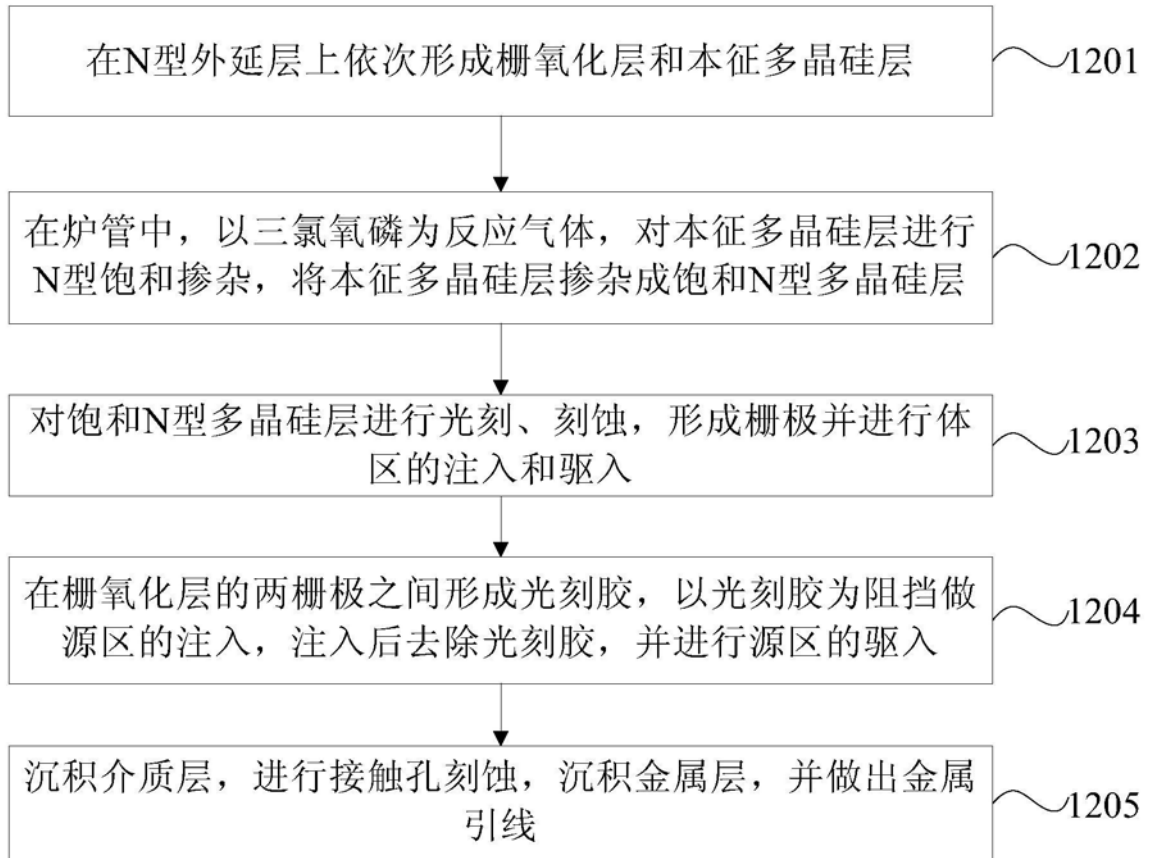 在N型外延层上依次形成栅氧化层和本征多晶硅层
1201
在炉管中，以三氯氧磷为反应气体，对本征多晶硅层进行
N型饱和掺杂，将本征多晶硅层掺杂成饱和N型多晶硅层
1202
对饱和N型多晶硅层进行光刻、刻蚀，形成栅极并进行体
区的注入和驱入
1203
在栅氧化层的两栅极之间形成光刻胶，以光刻胶为阻挡做
源区的注入，注入后去除光刻胶，并进行源区的驱入
1204
沉积介质层，进行接触孔刻蚀，沉积金属层，并做出金属
引线
1205